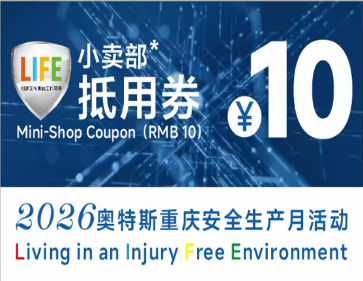 LIFE
小卖部*
抵用券
Mini-Shop Coupon（RMB 10）
¥10
2026奥特斯重庆安全生产月活动
Living in an Injury Free Environment